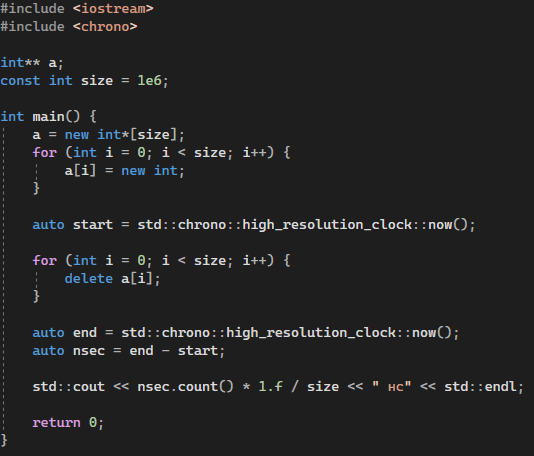 #include <iostream>
#include <chrono>
int** a;
const int size = 1e6;
int main() {
a = new int*[size];
for (int i = 0; i < size; i++) {
a[i] = new int;
}
auto start = std::chrono::high_resolution_clock::now();
for (int i = 0; i < size; i++) {
delete a[i];
}
auto end = std::chrono::high_resolution_clock::now();
auto nsec = end - start;
std::cout << nsec.count() * 1.f / size << " нс" << std::endl;
return 0;
}